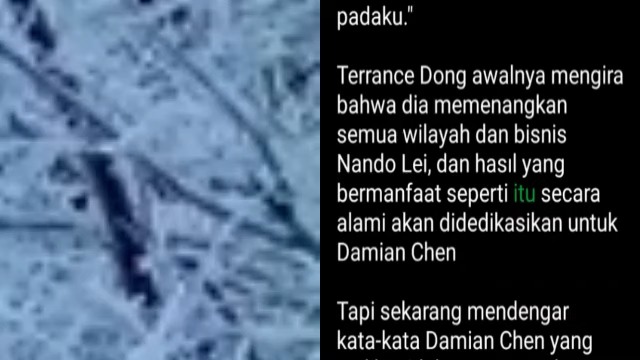 padaku."
Terrance Dong awalnya mengira
bahwa dia memenangkan
semua wilayah dan bisnis
Nando Lei, dan hasil yang
bermanfaat seperti itu secara
alami akan didedikasikan untuk
Damian Chen
Tapi sekarang mendengar
kata-kata Damian Chen yang